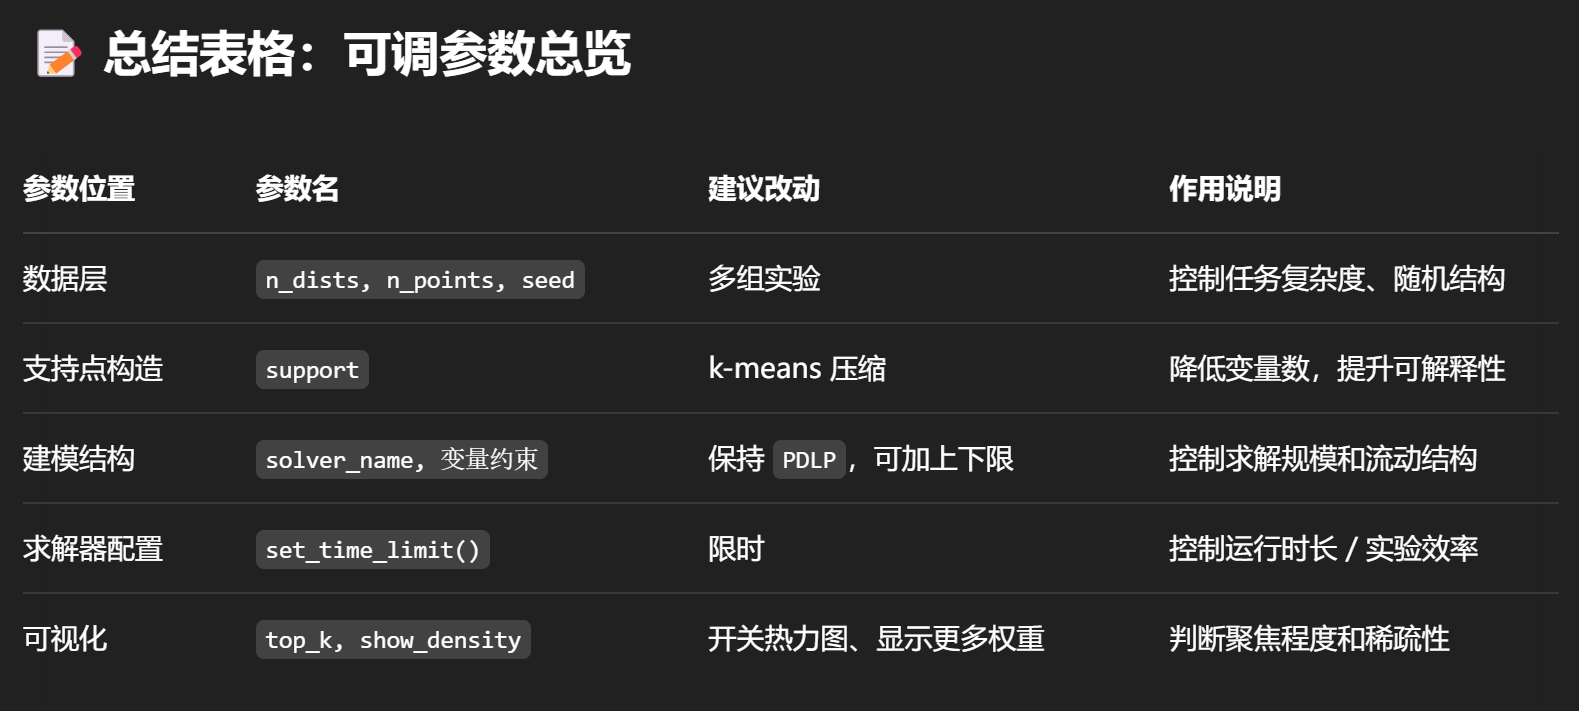 📝 总结表格：可调参数总览
参数位置 参数名 建议改动 作用说明
数据层 n_dists, n_points, seed 多组实验 控制任务复杂度、随机结构
支持点构造 support k-means 压缩 降低变量数，提升可解释性
建模结构 solver_name, 变量约束 保持 PDLP，可加上下限 控制求解规模和流动结构
求解器配置 set_time_limit() 限时 控制运行时长 / 实验效率
可视化 top_k, show_density 开关热力图、显示更多权重 判断聚焦程度和稀疏性